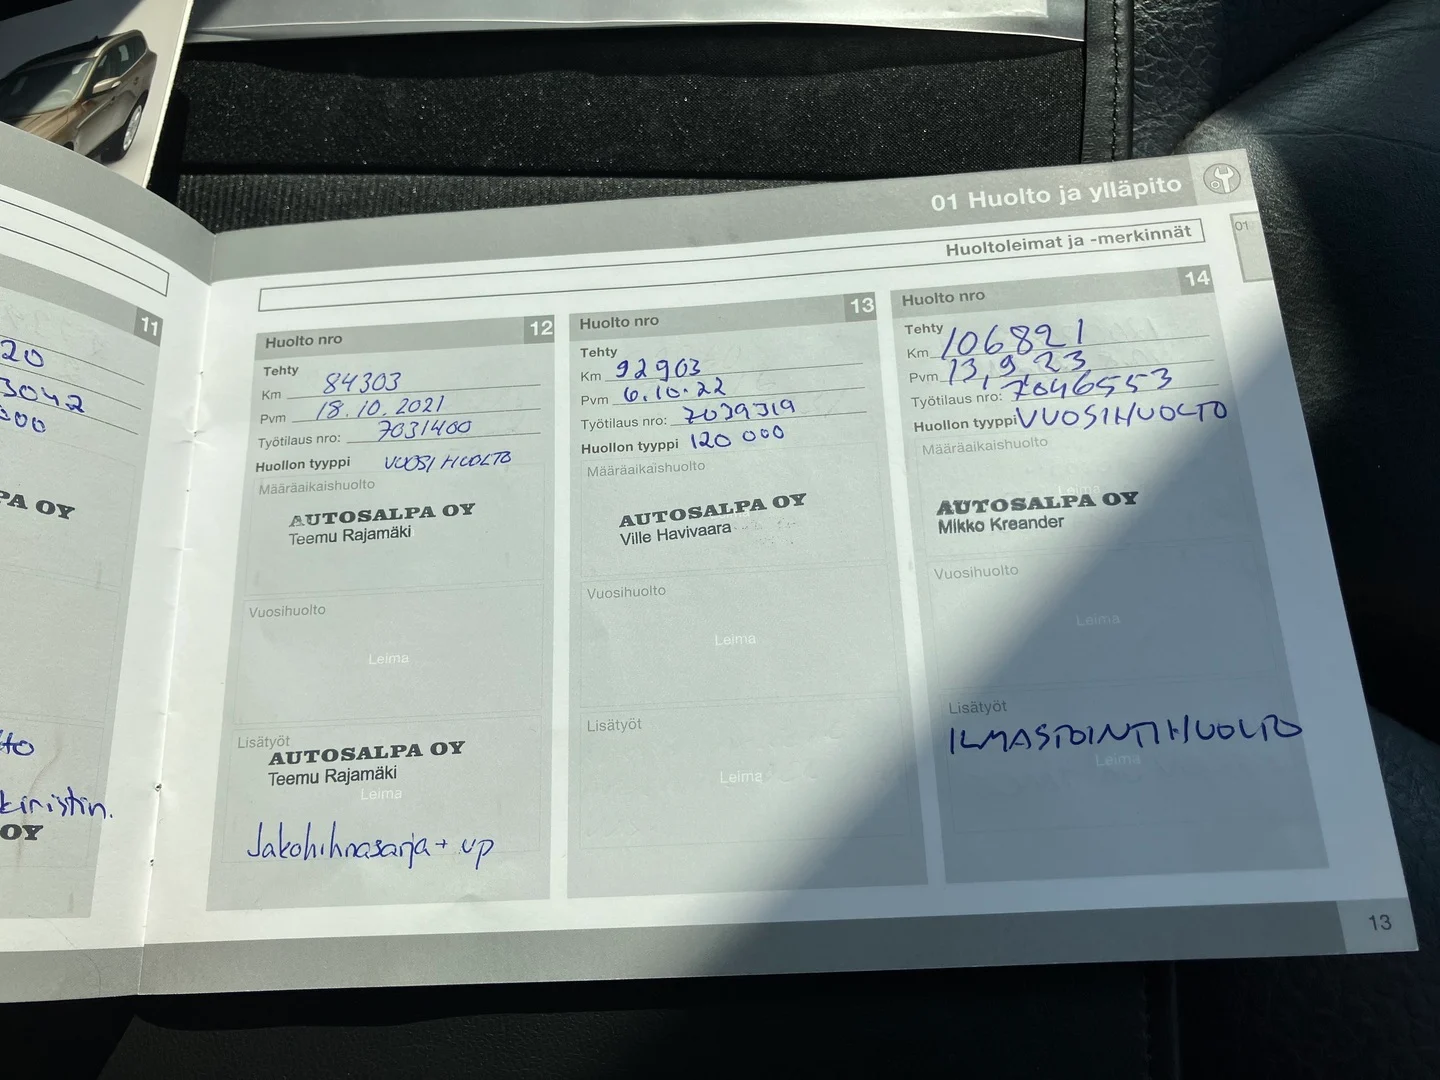 01 Huolto ja ylläpito
Huoltoleimat ja -merkinnät
01
11
20
3042
000
PA OY
kiristin.
OY
Huolto nro 12
Tehty
Km 84303
Pvm 18.10.2021
Työtilaus nro: 7031400
Huollon tyyppi VUOSIHUOLTO
Määräaikaishuolto
AUTOSALPA OY
Teemu Rajamäki
Vuosihuolto
Leima
Lisätyöt
AUTOSALPA OY
Teemu Rajamäki
Leima
Jakohihnasarja + vp
Huolto nro 13
Tehty
Km 92903
Pvm 6.10.22
Työtilaus nro: 7039319
Huollon tyyppi 120 000
Määräaikaishuolto
AUTOSALPA OY
Ville Havivaara
Vuosihuolto
Leima
Lisätyöt
Leima
Huolto nro 14
Tehty
Km 106821
Pvm 13,9,23
Työtilaus nro: 7046553
Huollon tyyppi VUOSIHUOLTO
Määräaikaishuolto
Leima
AUTOSALPA OY
Mikko Kreander
Vuosihuolto
Leima
Lisätyöt
ILMASTOINTIHUOLTO
Leima
13